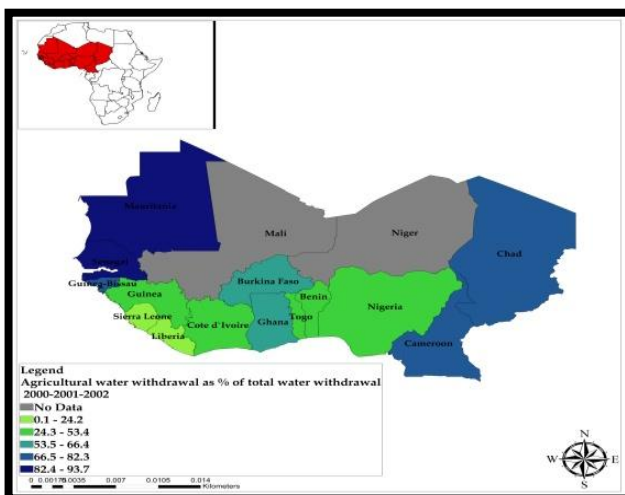 Mauritania
Mali
Niger
Chad
Senegal
Guinea-Bissau
Burkina Faso
Guinea
Benin
Nigeria
Sierra Leone
Cote d'Ivoire
Ghana
Togo
Liberia
Cameroon
Legend
Agricultural water withdrawal as % of total water withdrawal
2000-2001-2002
No Data
0.1 - 24.2
24.3 - 53.4
53.5 - 66.4
66.5 - 82.3
82.4 - 93.7
N
W E
S
0 0.00175 0.0035 0.007 0.0105 0.014
Kilometers